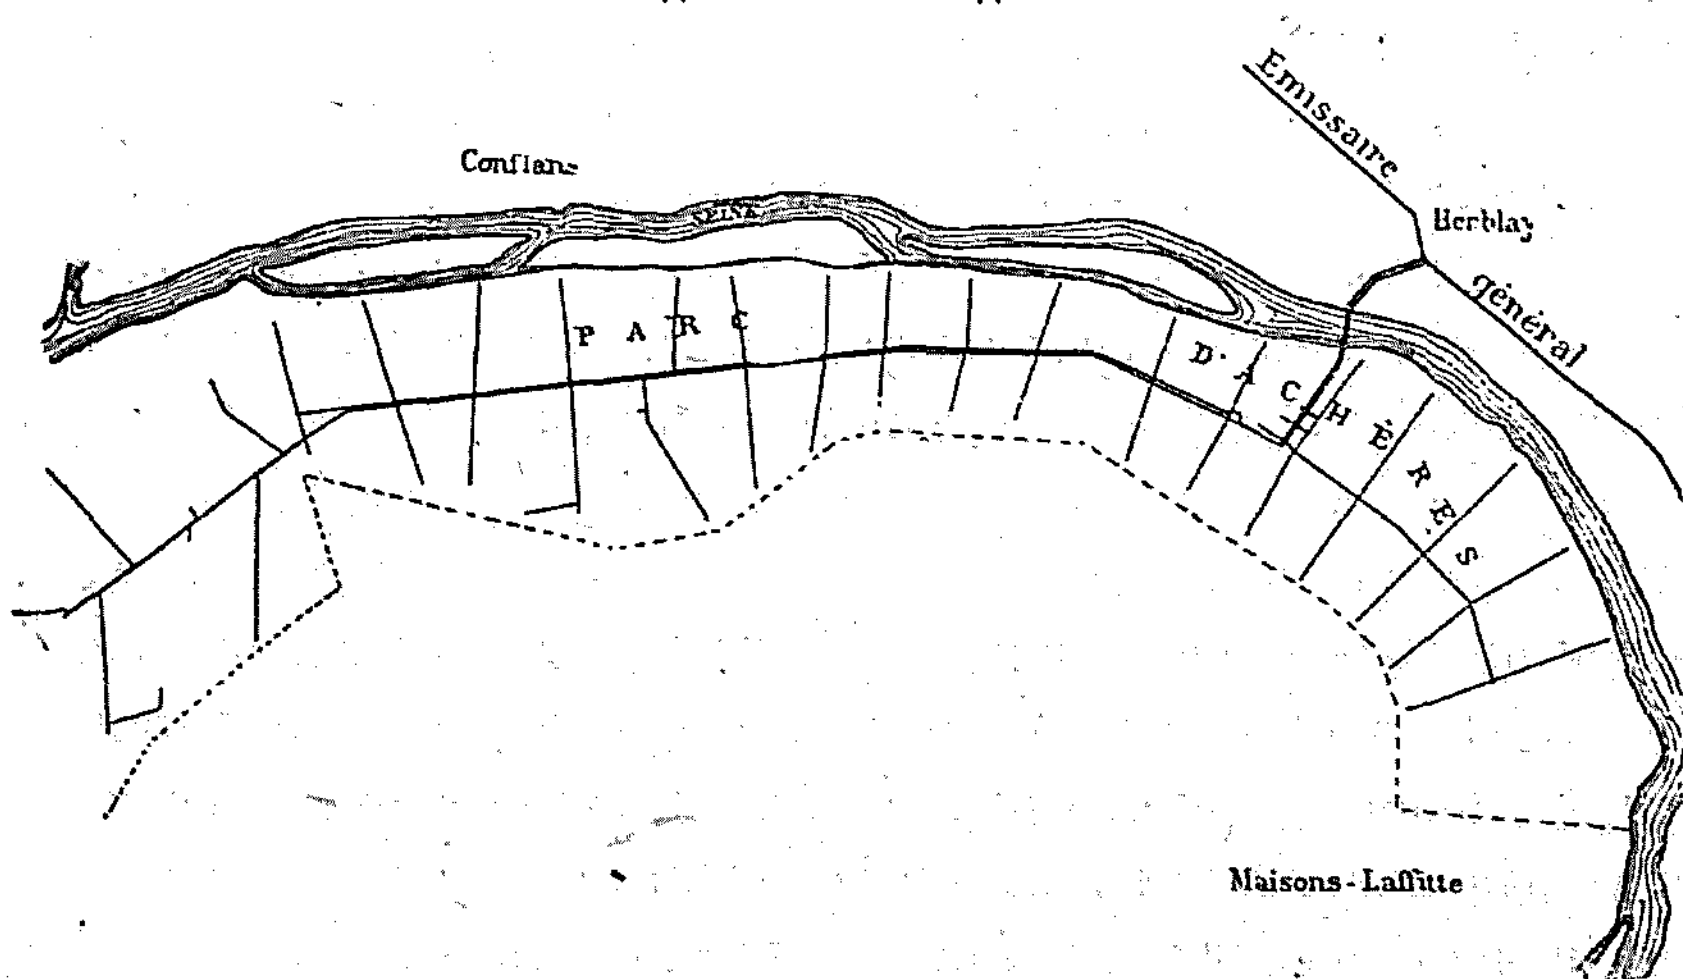 Emissaire
général
Conflans
SEINE
Herblay
PARC
D'ACHÈRES
Maisons-Laffitte